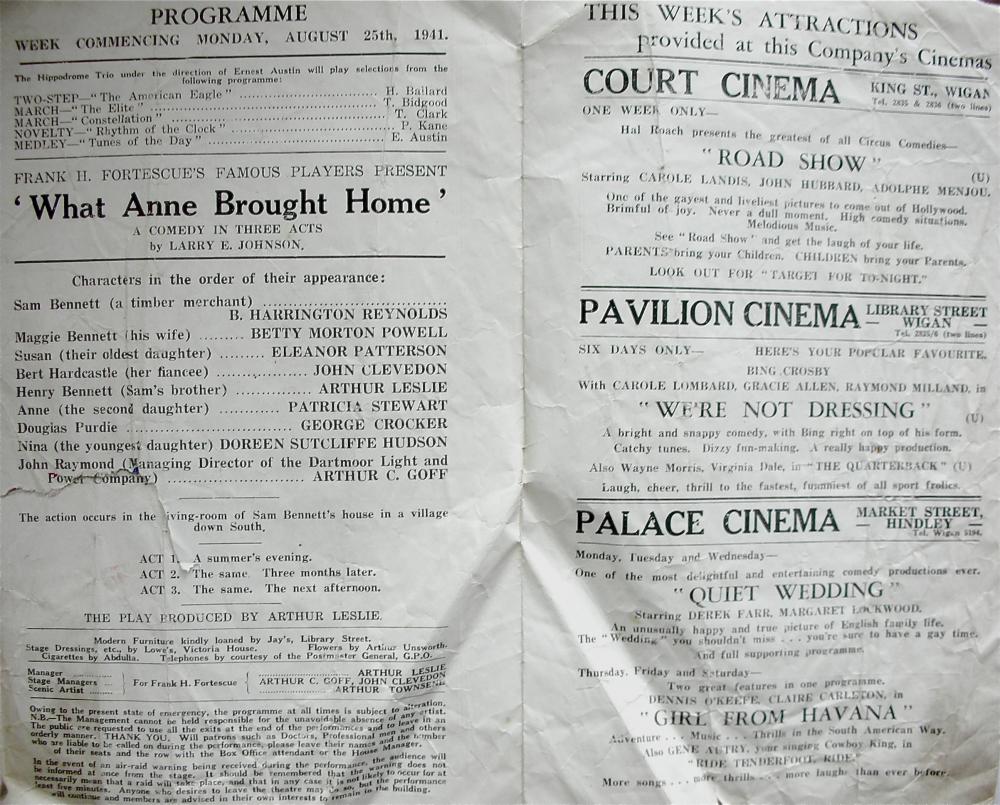 PROGRAMME
WEEK COMMENCING MONDAY, AUGUST 25th, 1941.
The Hippodrome Trio under the direction of Ernest Austin will play selections from the
following programme:
TWO-STEP—“The American Eagle” .......... H. Ballard
MARCH—“The Elite” .......... T. Bidgood
MARCH—“Constellation” .......... T. Clark
NOVELTY—“Rhythm of the Clock” .......... P. Kane
MEDLEY—“Tunes of the Day” .......... E. Austin
FRANK H. FORTESCUE'S FAMOUS PLAYERS PRESENT
‘What Anne Brought Home’
A COMEDY IN THREE ACTS
by LARRY E. JOHNSON.
Characters in the order of their appearance:
Sam Bennett (a timber merchant) ..........
B. HARRINGTON REYNOLDS
Maggie Bennett (his wife) .......... BETTY MORTON POWELL
Susan (their oldest daughter) .......... ELEANOR PATTERSON
Bert Hardcastle (her fiancee) .......... JOHN CLEVEDON
Henry Bennett (Sam's brother) .......... ARTHUR LESLIE
Anne (the second daughter) .......... PATRICIA STEWART
Douglas Purdie .......... GEORGE CROCKER
Nina (the youngest daughter) DOREEN SUTCLIFFE HUDSON
John Raymond (Managing Director of the Dartmoor Light and
Power Company) .......... ARTHUR C. GOFF
The action occurs in the living-room of Sam Bennett's house in a village
down South.
ACT 1. A summer's evening.
ACT 2. The same. Three months later.
ACT 3. The same. The next afternoon.
THE PLAY PRODUCED BY ARTHUR LESLIE.
Modern Furniture kindly loaned by Jay's, Library Street.
Stage Dressings, etc., by Lowe's, Victoria House. Flowers by Arthur Unsworth.
Cigarettes by Abdulla. Telephones by courtesy of the Postmaster General, G.P.O.
Manager .......... ARTHUR LESLIE
Stage Managers .......... For Frank H. Fortescue .......... ARTHUR C. GOFF, JOHN CLEVEDON
Scenic Artist .......... ARTHUR TOWNSEND
Owing to the present state of emergency, the programme at all times is subject to alteration.
N.B.—The Management cannot be held responsible for the unavoidable absence of any artist.
The public are requested to use all the exits at the end of the performances and to leave in an
orderly manner. THANK YOU. Will patrons such as Doctors, Professional men and others
who are liable to be called on during the performance, please leave their names and the number
of their seats and the row with the Box Office attendant or the House Manager.
In the event of an air-raid warning being received during the performance, the audience will
be informed at once from the stage. It should be remembered that the warning does not
necessarily mean that a raid will take place, and that in any case it is not likely to occur for at
least five minutes. Anyone who desires to leave the theatre may do so, but the performance
will continue and members are advised in their own interests to remain in the building.
THIS WEEK'S ATTRACTIONS
provided at this Company's Cinemas
COURT CINEMA KING ST., WIGAN
Tel. 2835 & 2836 (two lines)
ONE WEEK ONLY—
Hal Roach presents the greatest of all Circus Comedies—
“ROAD SHOW” (U)
Starring CAROLE LANDIS, JOHN HUBBARD, ADOLPHE MENJOU.
One of the gayest and liveliest pictures to come out of Hollywood.
Brimful of joy. Never a dull moment. High comedy situations.
Melodious Music.
See “Road Show” and get the laugh of your life.
PARENTS bring your Children. CHILDREN bring your Parents.
LOOK OUT FOR “TARGET FOR TO-NIGHT.”
PAVILION CINEMA LIBRARY STREET
— WIGAN —
Tel. 2835/6 (two lines)
SIX DAYS ONLY— HERE'S YOUR POPULAR FAVOURITE,
BING CROSBY
With CAROLE LOMBARD, GRACIE ALLEN, RAYMOND MILLAND, in
“WE'RE NOT DRESSING” (U)
A bright and snappy comedy, with Bing right on top of his form.
Catchy tunes. Dizzy fun-making. A really happy production.
Also Wayne Morris, Virginia Dale, in “THE QUARTERBACK” (U)
Laugh, cheer, thrill to the fastest, funniest of all sport frolics.
PALACE CINEMA MARKET STREET,
— HINDLEY —
Tel. Wigan 5194.
Monday, Tuesday and Wednesday—
One of the most delightful and entertaining comedy productions ever.
“QUIET WEDDING”
Starring DEREK FARR, MARGARET LOCKWOOD.
An unusually happy and true picture of English family life.
The “Wedding” you shouldn't miss . . . you're sure to have a gay time.
And full supporting programme.
Thursday, Friday and Saturday—
Two great features in one programme.
DENNIS O'KEEFE, CLAIRE CARLETON, in
“GIRL FROM HAVANA”
Adventure . . . Music . . . Thrills in the South American Way.
Also GENE AUTRY, your singing Cowboy King, in
“RIDE TENDERFOOT, RIDE.”
More songs . . . more thrills . . . more laughs than ever before.